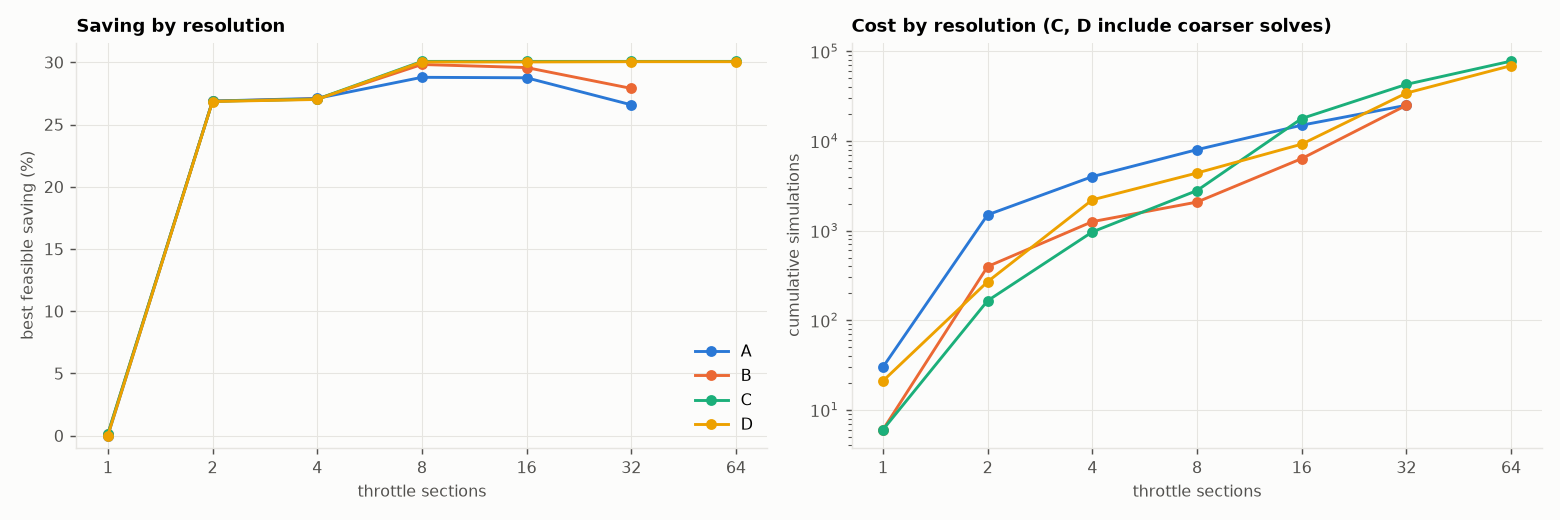 Saving by resolution
best feasible saving (%)
30
25
20
15
10
5
0
1 2 4 8 16 32 64
throttle sections
A
B
C
D
Cost by resolution (C, D include coarser solves)
cumulative simulations
10^5
10^4
10^3
10^2
10^1
1 2 4 8 16 32 64
throttle sections